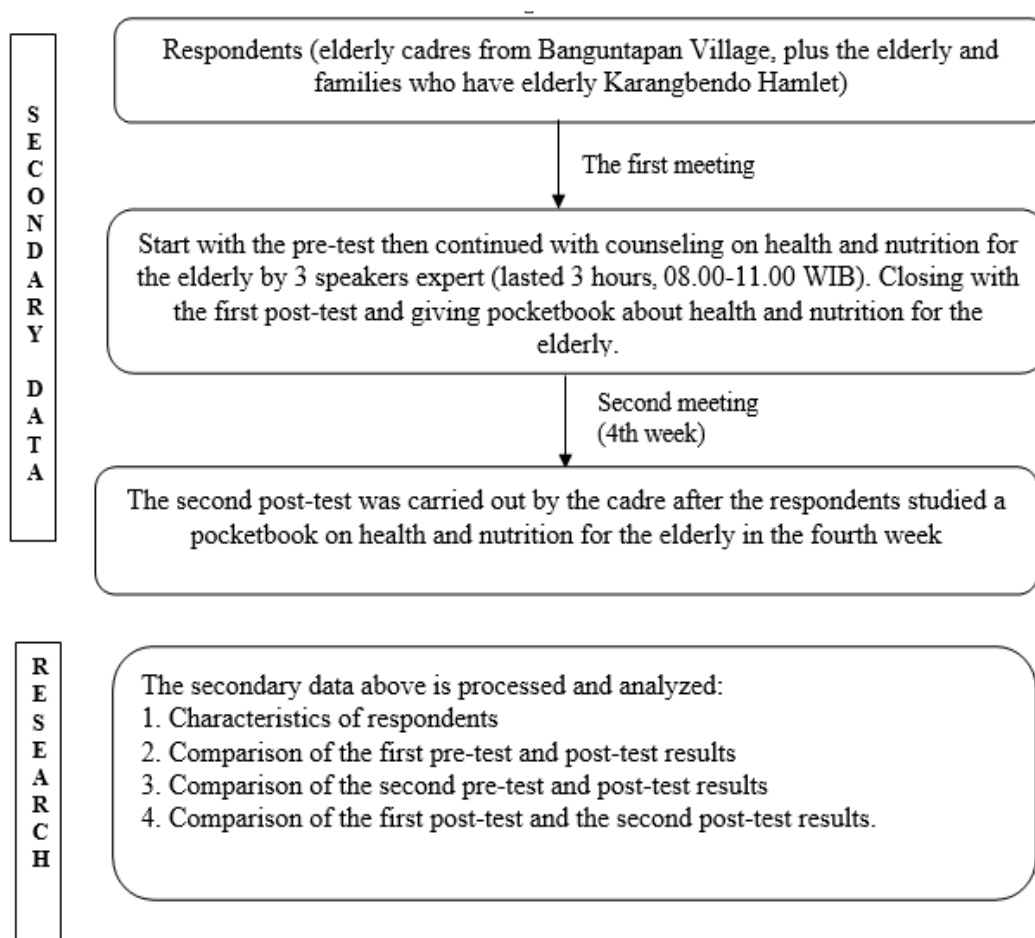 SECONDARY DATA
Respondents (elderly cadres from Banguntapan Village, plus the elderly and
families who have elderly Karangbendo Hamlet)
The first meeting
Start with the pre-test then continued with counseling on health and nutrition for
the elderly by 3 speakers expert (lasted 3 hours, 08.00-11.00 WIB). Closing with
the first post-test and giving pocketbook about health and nutrition for the
elderly.
Second meeting
(4th week)
The second post-test was carried out by the cadre after the respondents studied a
pocketbook on health and nutrition for the elderly in the fourth week
RESEARCH
The secondary data above is processed and analyzed:
1. Characteristics of respondents
2. Comparison of the first pre-test and post-test results
3. Comparison of the second pre-test and post-test results
4. Comparison of the first post-test and the second post-test results.